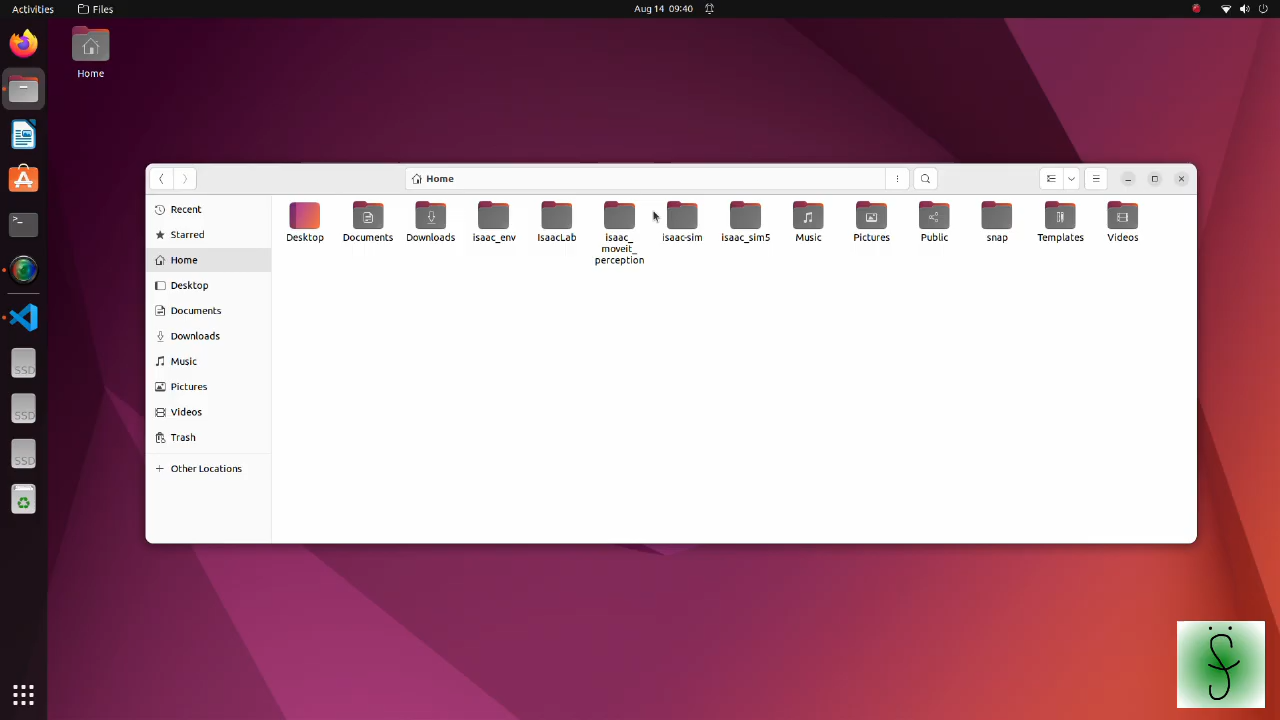 Activities
Files
Aug 14 09:40
Home
Home
Recent
Starred
Home
Desktop
Documents
Downloads
Music
Pictures
Videos
Trash
Other Locations
Desktop
Documents
Downloads
isaac_env
IsaacLab
isaac_
moveit_
perception
isaac-sim
isaac_sim5
Music
Pictures
Public
snap
Templates
Videos
SSD
SSD
SSD